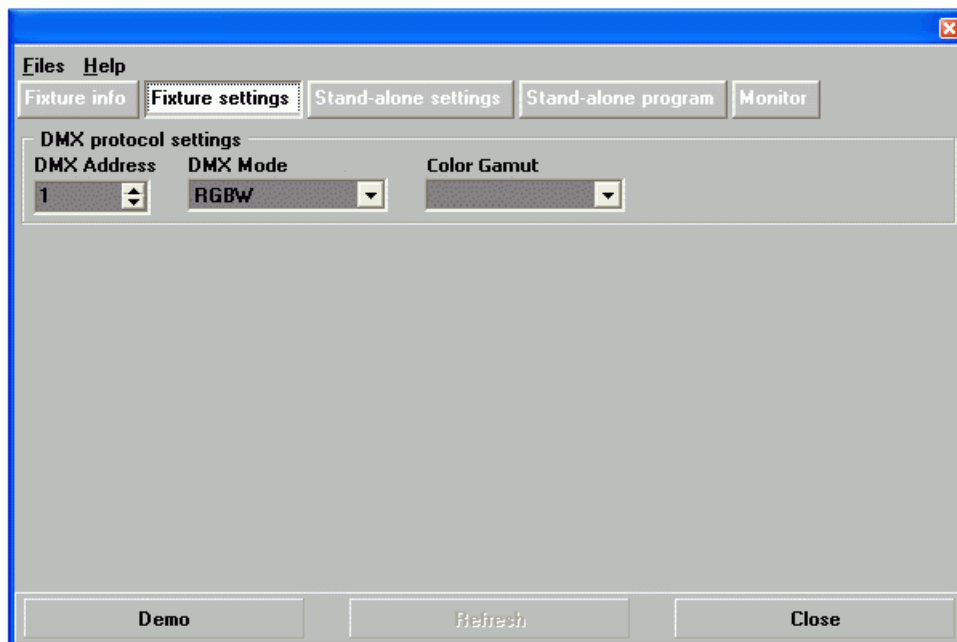 Files Help
Fixture info Fixture settings Stand-alone settings Stand-alone program Monitor
DMX protocol settings
DMX Address DMX Mode Color Gamut
1 RGBW
Demo Refresh Close